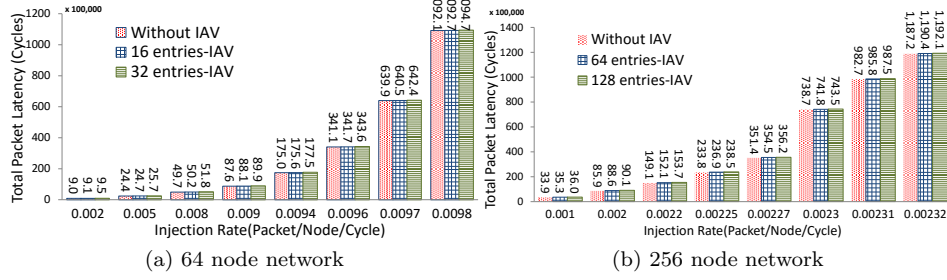 x 100,000
Total Packet Latency (Cycles)
1200
1000
800
600
400
200
0
Without IAV
16 entries-IAV
32 entries-IAV
9.0 9.1 9.5
24.4 24.7 25.7
49.7 50.2 51.8
87.6 88.1 89.9
175.0 175.6 177.5
341.1 341.7 343.6
639.9 640.5 642.4
092.1 092.7 094.7
0.002 0.005 0.008 0.009 0.0094 0.0096 0.0097 0.0098
Injection Rate(Packet/Node/Cycle)
(a) 64 node network
x 100,000
Total Packet Latency (Cycles)
1400
1200
1000
800
600
400
200
0
Without IAV
64 entries-IAV
128 entries-IAV
33.9 35.3 36.0
85.9 88.6 90.1
149.1 152.1 153.7
233.8 236.9 238.5
351.4 354.5 356.2
738.7 741.8 743.5
982.7 985.8 987.5
1,187.2 1,190.4 1,192.1
0.001 0.002 0.0022 0.00225 0.00227 0.0023 0.00231 0.00232
Injection Rate(Packet/Node/Cycle)
(b) 256 node network